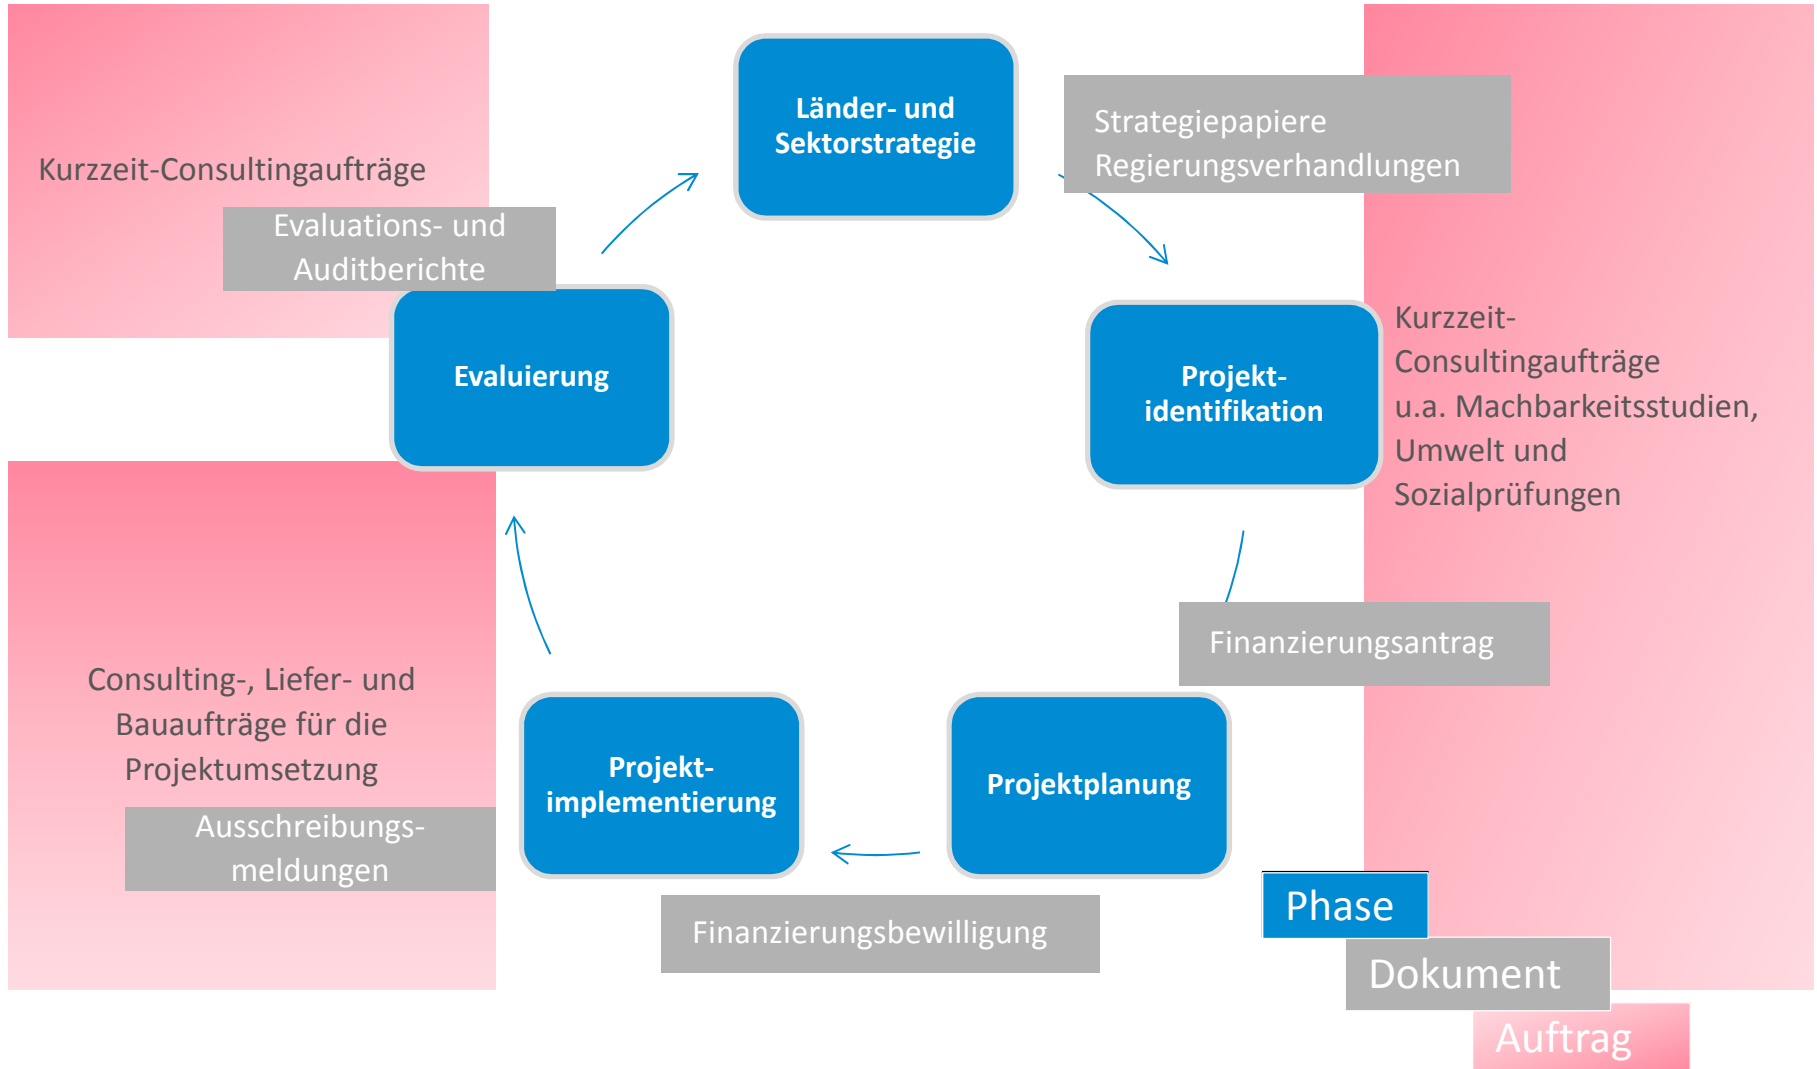 Länder- und
Sektorstrategie
Strategiepapiere
Regierungsverhandlungen
Kurzzeit-Consultingaufträge
Evaluations- und
Auditberichte
Evaluierung
Projekt-
identifikation
Kurzzeit-
Consultingaufträge
u.a. Machbarkeitsstudien,
Umwelt und
Sozialprüfungen
Finanzierungsantrag
Consulting-, Liefer- und
Bauaufträge für die
Projektumsetzung
Ausschreibungs-
meldungen
Projekt-
implementierung
Projektplanung
Finanzierungsbewilligung
Phase
Dokument
Auftrag